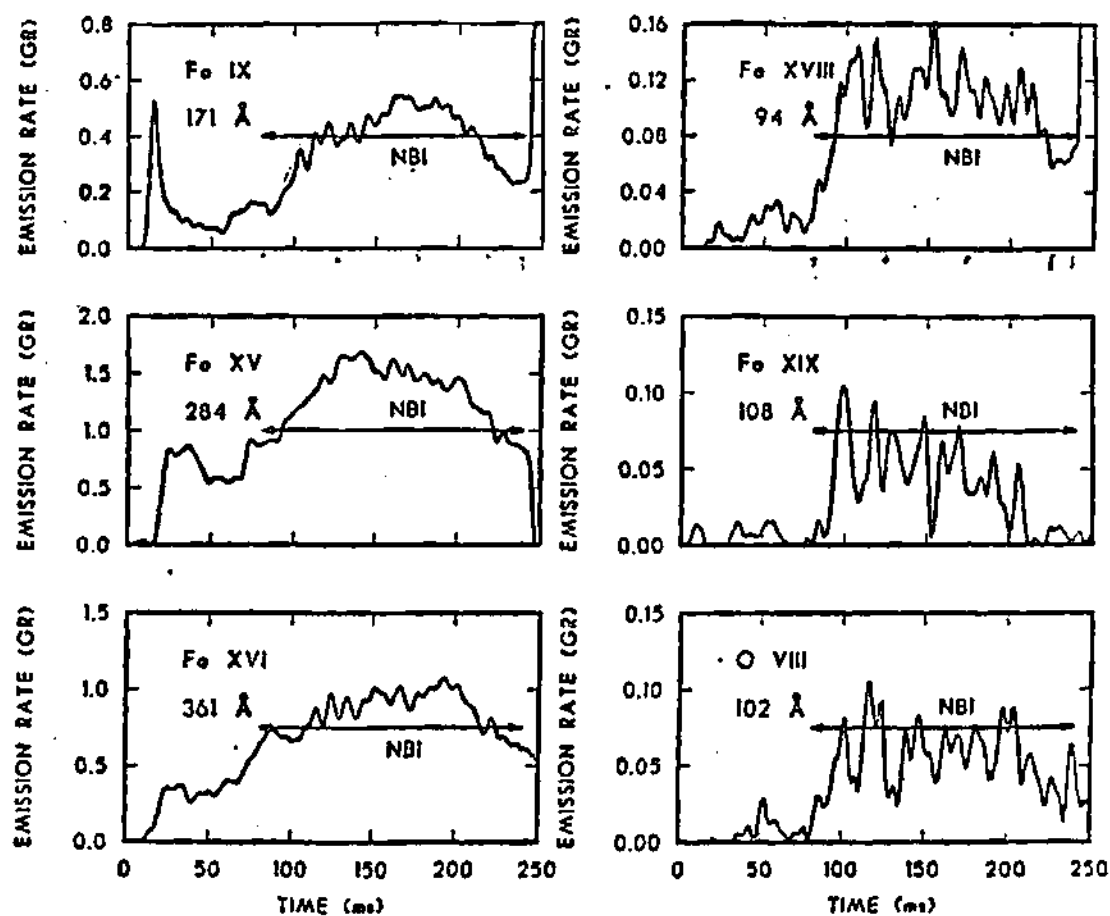 EMISSION RATE (GR)
0.8
0.6
0.4
0.2
0.0
Fe IX
171 Å
NBI
EMISSION RATE (GR)
0.16
0.12
0.08
0.04
0.00
Fe XVIII
94 Å
NBI
EMISSION RATE (GR)
2.0
1.5
1.0
0.5
0.0
Fe XV
284 Å
NBI
EMISSION RATE (GR)
0.15
0.10
0.05
0.00
Fe XIX
108 Å
NBI
EMISSION RATE (GR)
1.5
1.0
0.5
0.0
Fe XVI
361 Å
NBI
0 50 100 150 200 250
TIME (ms)
EMISSION RATE (GR)
0.15
0.10
0.05
0.00
O VIII
102 Å
NBI
0 50 100 150 200 250
TIME (ms)